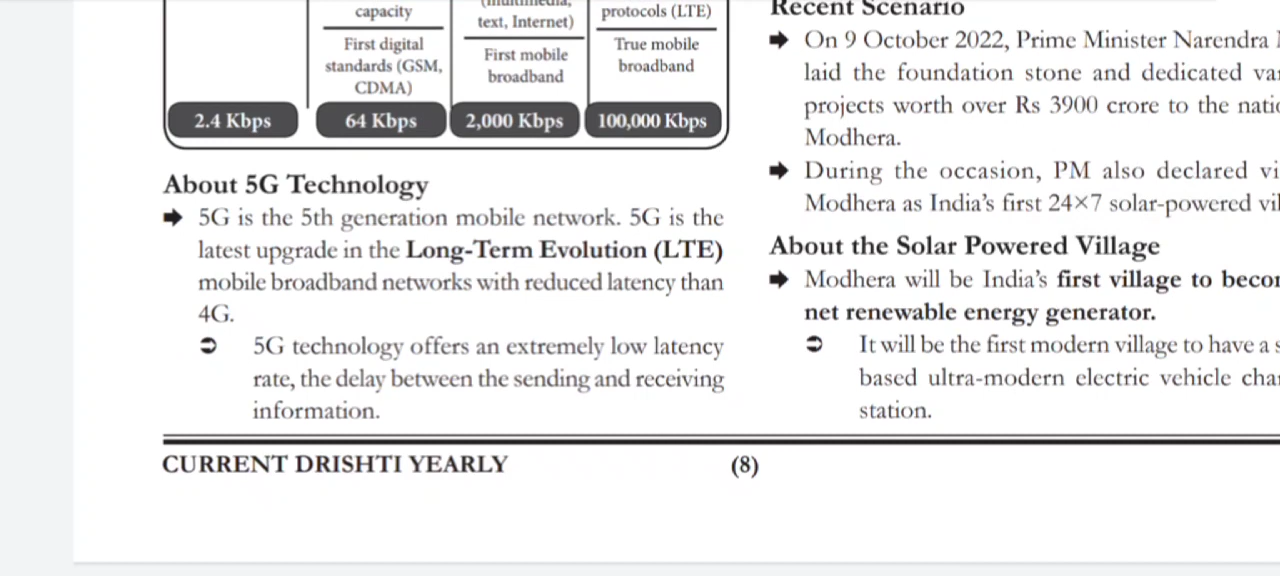 capacity
First digital
standards (GSM,
CDMA)
text, Internet)
First mobile
broadband
protocols (LTE)
True mobile
broadband
2.4 Kbps
64 Kbps
2,000 Kbps
100,000 Kbps
About 5G Technology
5G is the 5th generation mobile network. 5G is the
latest upgrade in the Long-Term Evolution (LTE)
mobile broadband networks with reduced latency than
4G.
5G technology offers an extremely low latency
rate, the delay between the sending and receiving
information.
Recent Scenario
On 9 October 2022, Prime Minister Narendra
laid the foundation stone and dedicated
projects worth over Rs 3900 crore to the
Modhera.
During the occasion, PM also declared
Modhera as India's first 24×7 solar-powered
About the Solar Powered Village
Modhera will be India's first village to
net renewable energy generator.
It will be the first modern village to have a
based ultra-modern electric vehicle
station.
CURRENT DRISHTI YEARLY
(8)